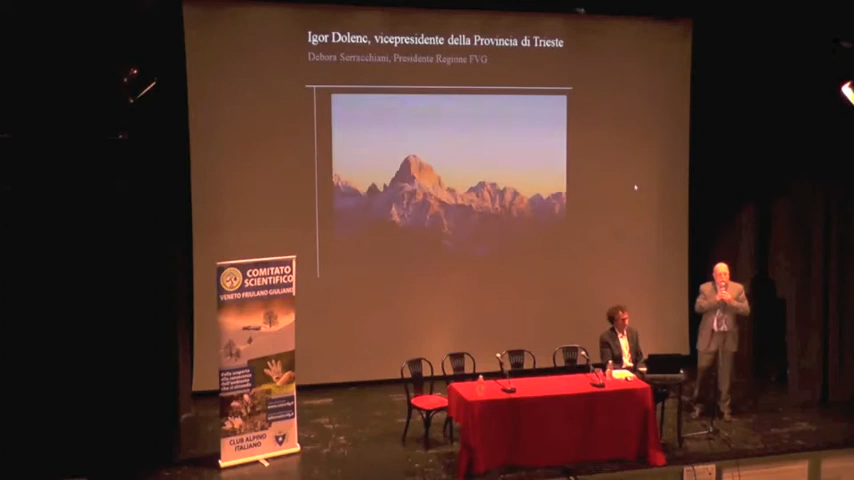 Igor Dolenc, vicepresidente della Provincia di Trieste
Debora Serracchiani, Presidente Regione FVG
COMITATO
SCIENTIFICO
VENETO FRIULANO GIULIANO
CLUB ALPINO
ITALIANO